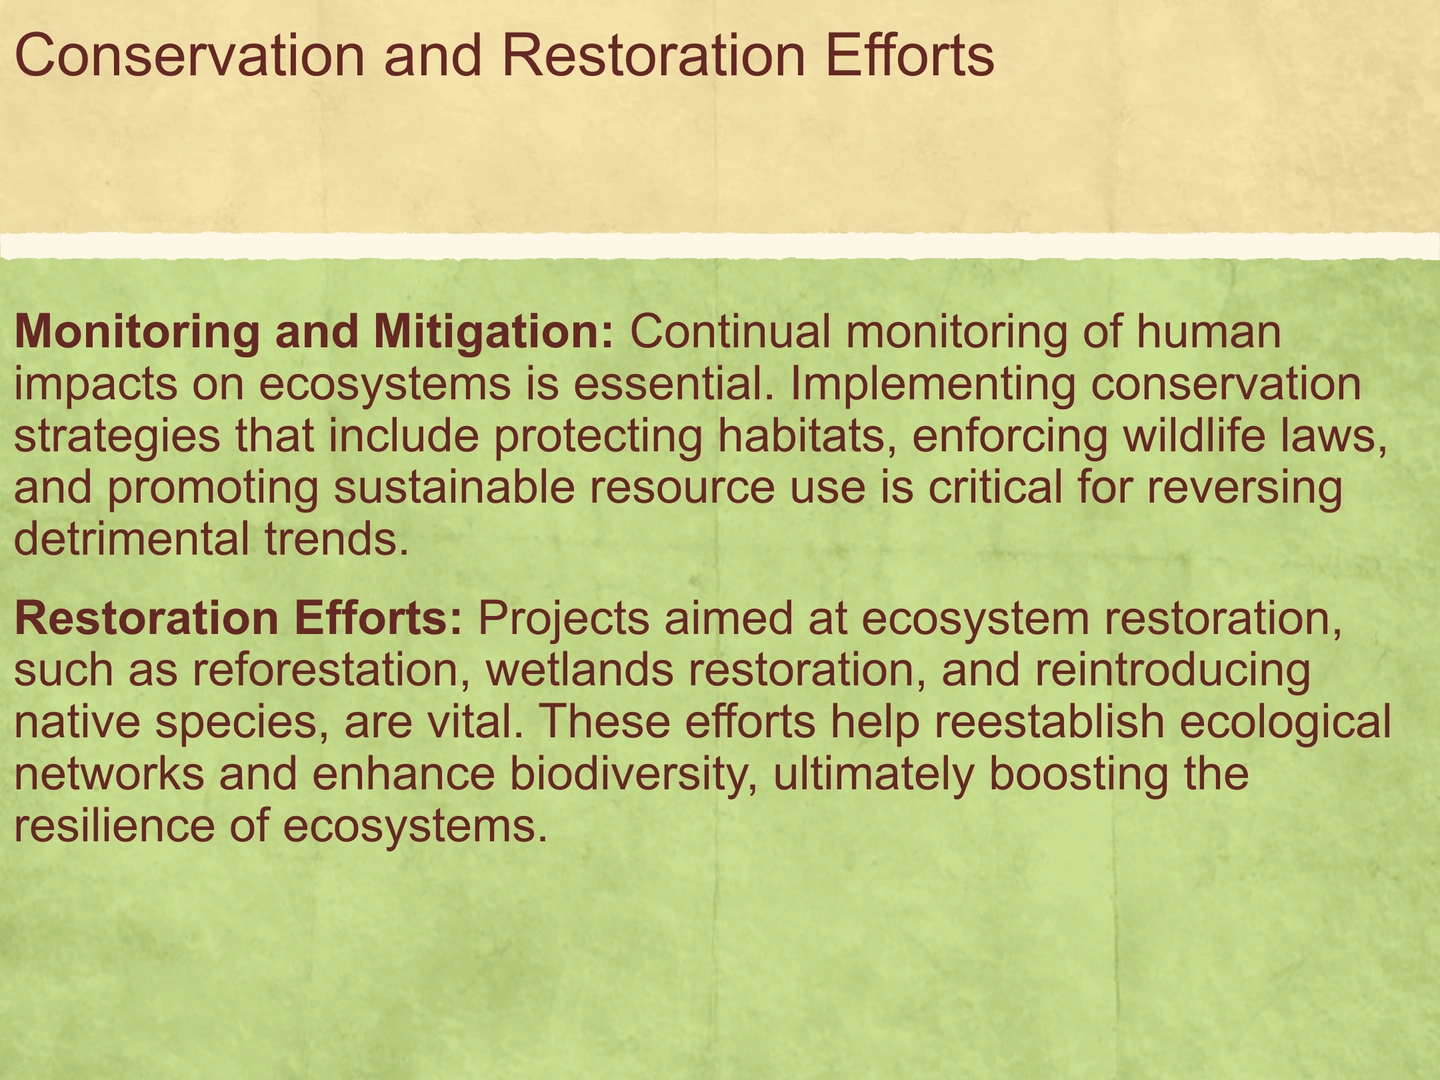 Conservation and Restoration Efforts
Monitoring and Mitigation: Continual monitoring of human
impacts on ecosystems is essential. Implementing conservation
strategies that include protecting habitats, enforcing wildlife laws,
and promoting sustainable resource use is critical for reversing
detrimental trends.
Restoration Efforts: Projects aimed at ecosystem restoration,
such as reforestation, wetlands restoration, and reintroducing
native species, are vital. These efforts help reestablish ecological
networks and enhance biodiversity, ultimately boosting the
resilience of ecosystems.